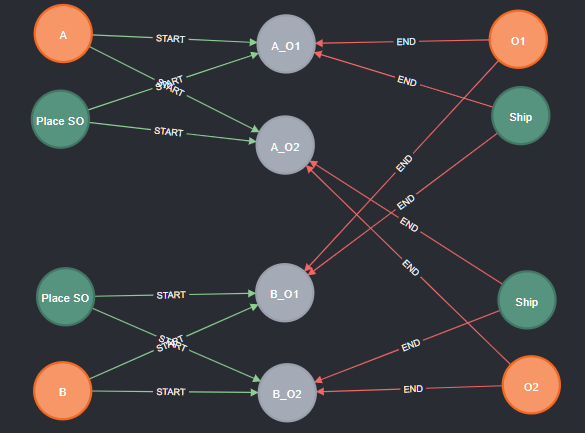 A
START
A_O1
END
O1
END
START
START
Place SO
START
A_O2
Ship
END
END
END
END
Place SO
START
B_O1
Ship
START
START
END
B
START
B_O2
END
O2